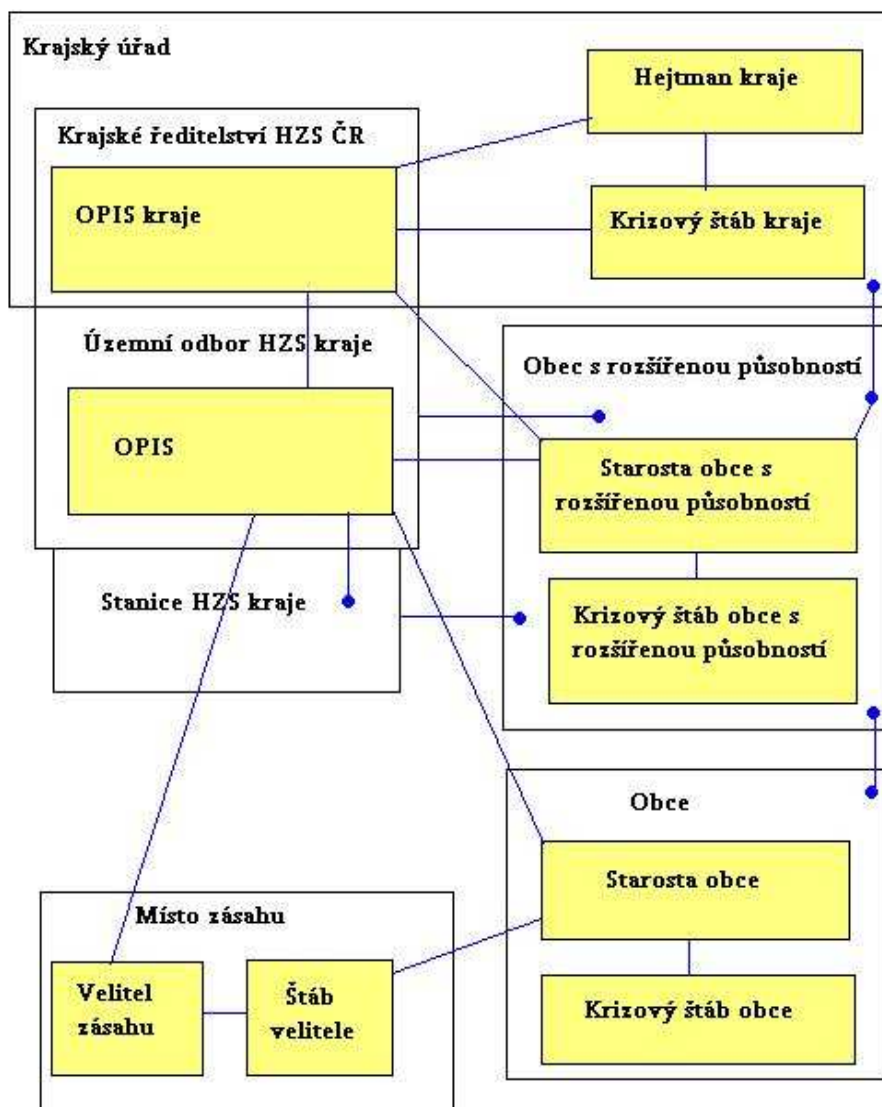 Krajský úřad
Hejtman kraje
Krajské ředitelství HZS ČR
OPIS kraje
Krizový štáb kraje
Územní odbor HZS kraje
Obec s rozšířenou působností
OPIS
Starosta obce s
rozšířenou působností
Stanice HZS kraje
Krizový štáb obce s
rozšířenou působností
Obce
Starosta obce
Místo zásahu
Velitel
zásahu
Štáb
velitele
Krizový štáb obce